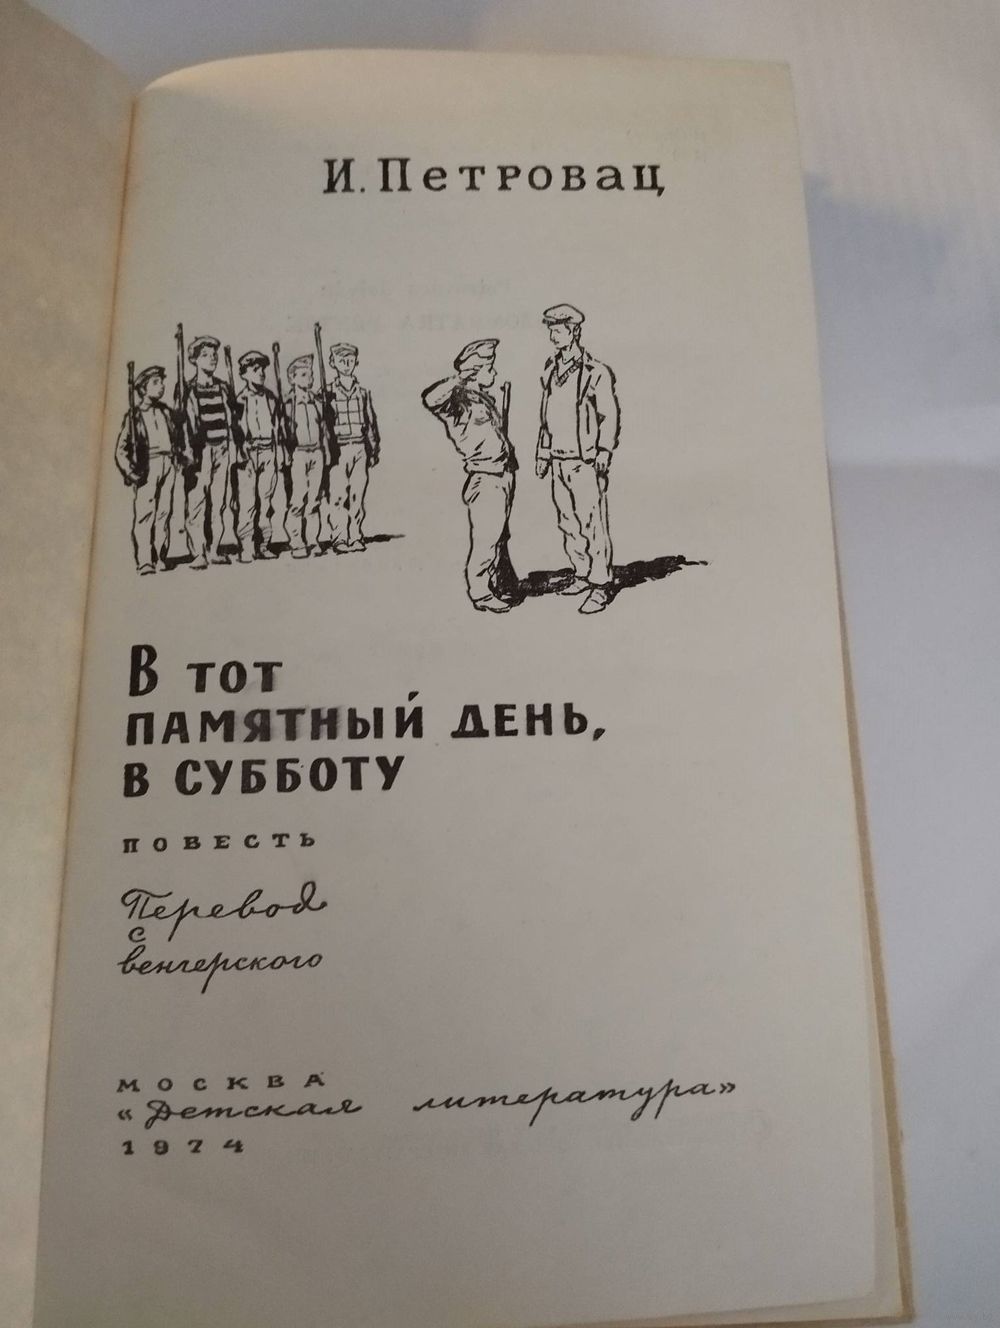 И. Петровац
В тот
памятный день,
в субботу
повесть
Перевод
с
венгерского
Москва
«Детская литература»
1974